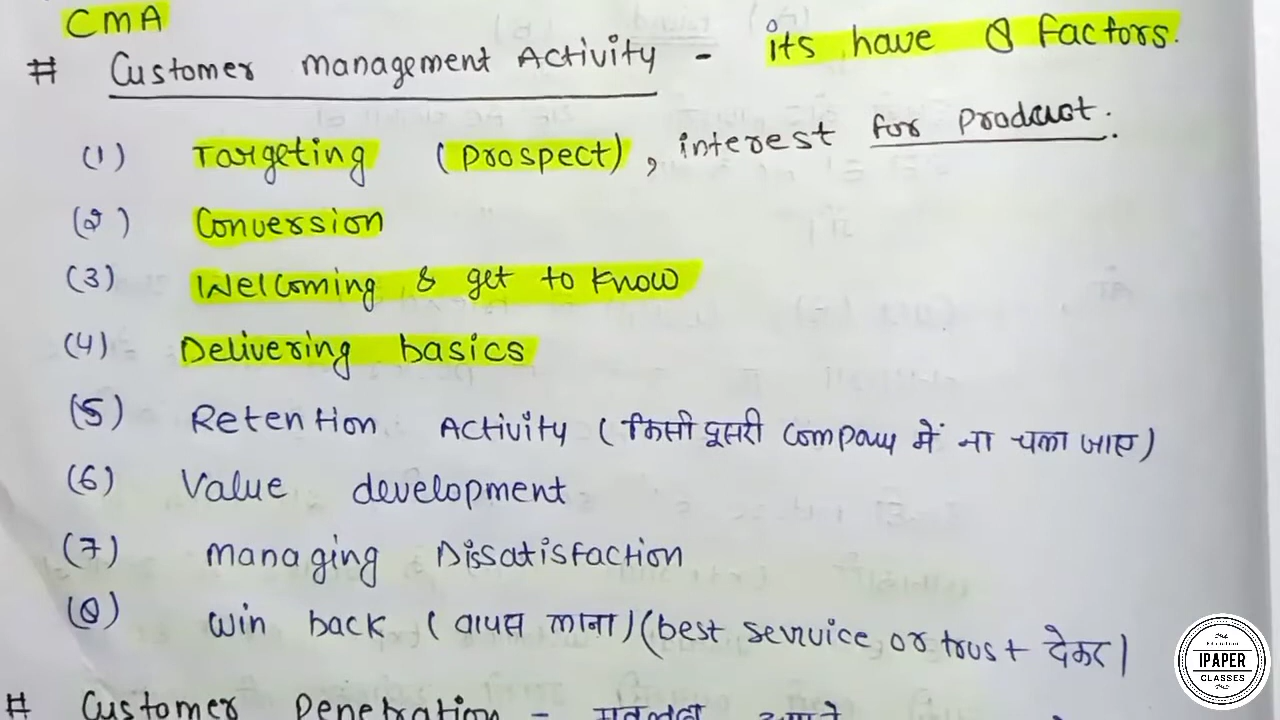 CMA
# Customer management Activity - its have 8 factors.
(1) Targeting (prospect), interest for product.
(2) Conversion
(3) Welcoming & get to know
(4) Delivering basics
(5) Retention Activity (किसी दूसरी company में ना चला जाए)
(6) Value development
(7) managing Dissatisfaction
(8) Win back (वापस लाना) (best service or trust देकर)
# Customer Penetration -
IPAPER
CLASSES